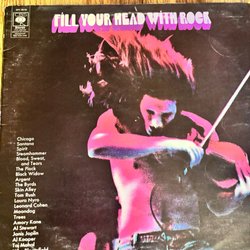 FILL YOUR HEAD WITH ROCK
CBS
Chicago
Santana
Spirit
Steamhammer
Blood, Sweat,
and Tears
The Flock
Black Widow
Argent
The Byrds
Skin Alley
Tom Rush
Laura Nyro
Leonard Cohen
Moondog
Trees
Amory Kane
Al Stewart
Janis Joplin
Al Kooper
Taj Mahal